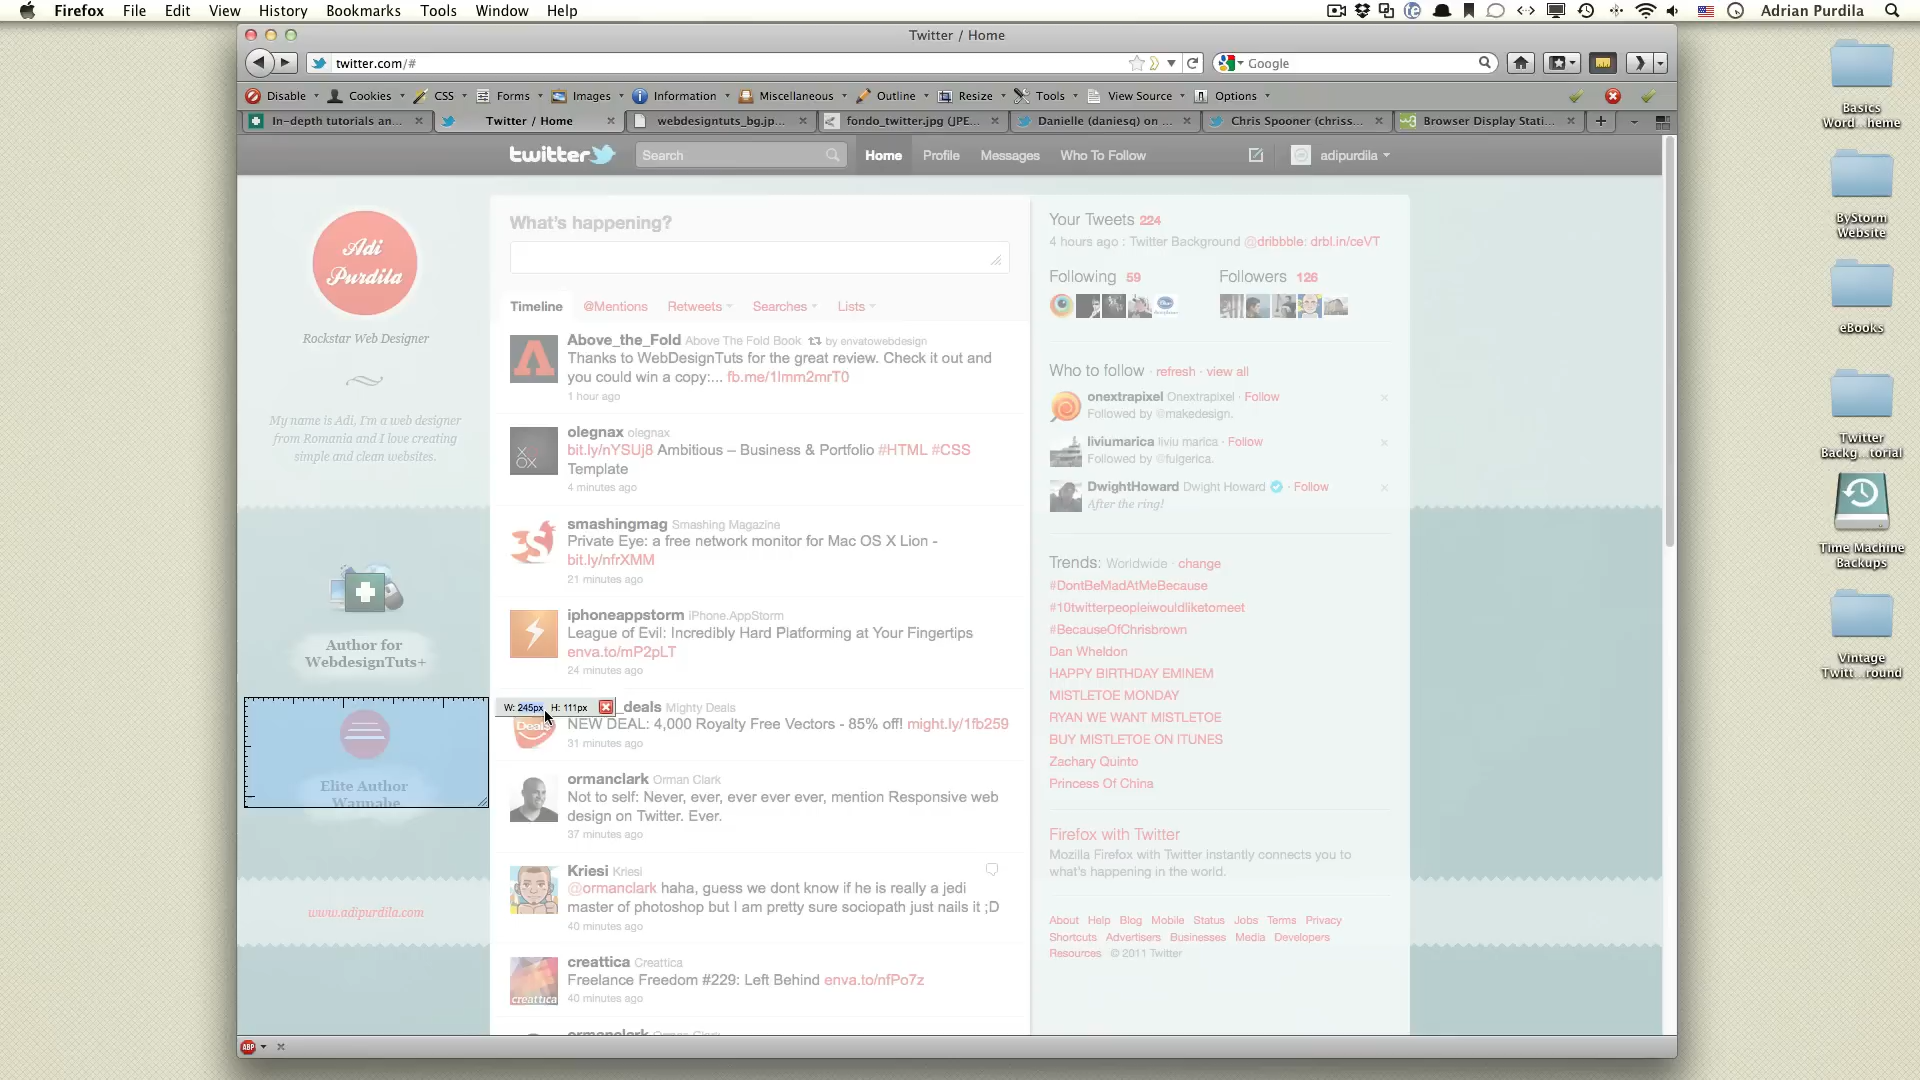 Firefox File Edit View History Bookmarks Tools Window Help
Adrian Purdila
Twitter / Home
twitter.com/#
Google
Disable Cookies CSS Forms Images Information Miscellaneous Outline Resize Tools View Source Options
In-depth tutorials an...
Twitter / Home
webdesigntuts_bg.jp...
fondo_twitter.jpg (JPE...
Danielle (daniesq) on ...
Chris Spooner (chriss...
Browser Display Stati...
twitter
Search
Home Profile Messages Who To Follow
adipurdila
Adi
Purdila
Rockstar Web Designer
My name is Adi, I'm a web designer
from Romania and I love creating
simple and clean websites.
Author for
WebdesignTuts+
Elite Author
Wannabe
www.adipurdila.com
What's happening?
Timeline @Mentions Retweets Searches Lists
Above_the_Fold Above The Fold Book by envatowebdesign
Thanks to WebDesignTuts for the great review. Check it out and
you could win a copy:... fb.me/1lmm2mrT0
1 hour ago
olegnax olegnax
bit.ly/nYSUj8 Ambitious – Business & Portfolio #HTML #CSS
Template
4 minutes ago
smashingmag Smashing Magazine
Private Eye: a free network monitor for Mac OS X Lion -
bit.ly/nfrXMM
21 minutes ago
iphoneappstorm iPhone.AppStorm
League of Evil: Incredibly Hard Platforming at Your Fingertips
enva.to/mP2pLT
24 minutes ago
W: 245px H: 111px
_deals Mighty Deals
Deals
NEW DEAL: 4,000 Royalty Free Vectors - 85% off! might.ly/1fb259
31 minutes ago
ormanclark Orman Clark
Not to self: Never, ever, ever ever ever, mention Responsive web
design on Twitter. Ever.
37 minutes ago
Kriesi Kriesi
@ormanclark haha, guess we dont know if he is really a jedi
master of photoshop but I am pretty sure sociopath just nails it ;D
40 minutes ago
creattica Creattica
creattica
Freelance Freedom #229: Left Behind enva.to/nfPo7z
40 minutes ago
ormanclark Orman Clark
Your Tweets 224
4 hours ago : Twitter Background @dribbble: drbl.in/ceVT
Following 59
Followers 126
Who to follow · refresh · view all
onextrapixel Onextrapixel · Follow
Followed by @makedesign.
liviumarica liviu marica · Follow
Followed by @fulgerica.
DwightHoward Dwight Howard · Follow
After the ring!
Trends: Worldwide · change
#DontBeMadAtMeBecause
#10twitterpeopleiwouldliketomeet
#BecauseOfChrisbrown
Dan Wheldon
HAPPY BIRTHDAY EMINEM
MISTLETOE MONDAY
RYAN WE WANT MISTLETOE
BUY MISTLETOE ON ITUNES
Zachary Quinto
Princess Of China
Firefox with Twitter
Mozilla Firefox with Twitter instantly connects you to
what's happening in the world.
About Help Blog Mobile Status Jobs Terms Privacy
Shortcuts Advertisers Businesses Media Developers
Resources © 2011 Twitter
ABP
Basics
Word...heme
ByStorm
Website
eBooks
Twitter
Backg...torial
Time Machine
Backups
Vintage
Twitt...round